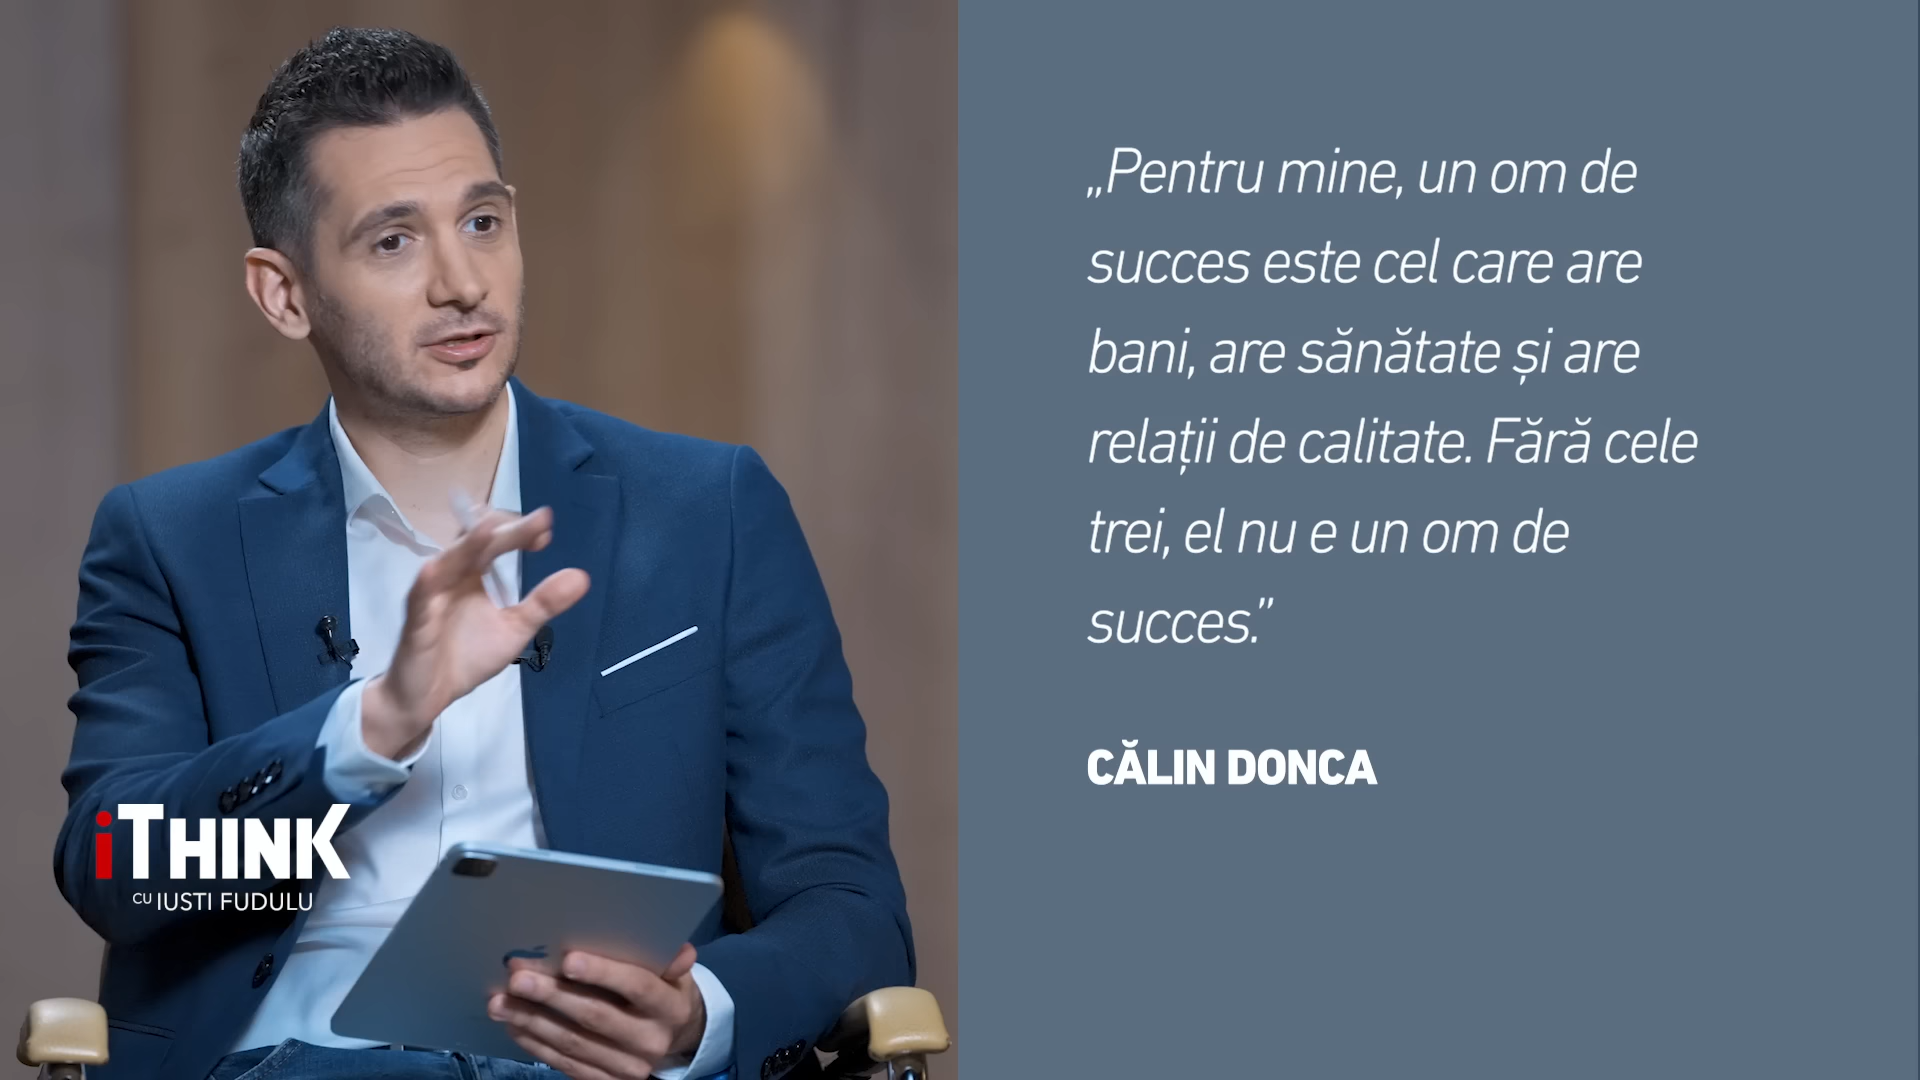 „Pentru mine, un om de
succes este cel care are
bani, are sănătate și are
relații de calitate. Fără cele
trei, el nu e un om de
succes.”
CĂLIN DONCA
iTHINK
CU IUSTI FUDULU